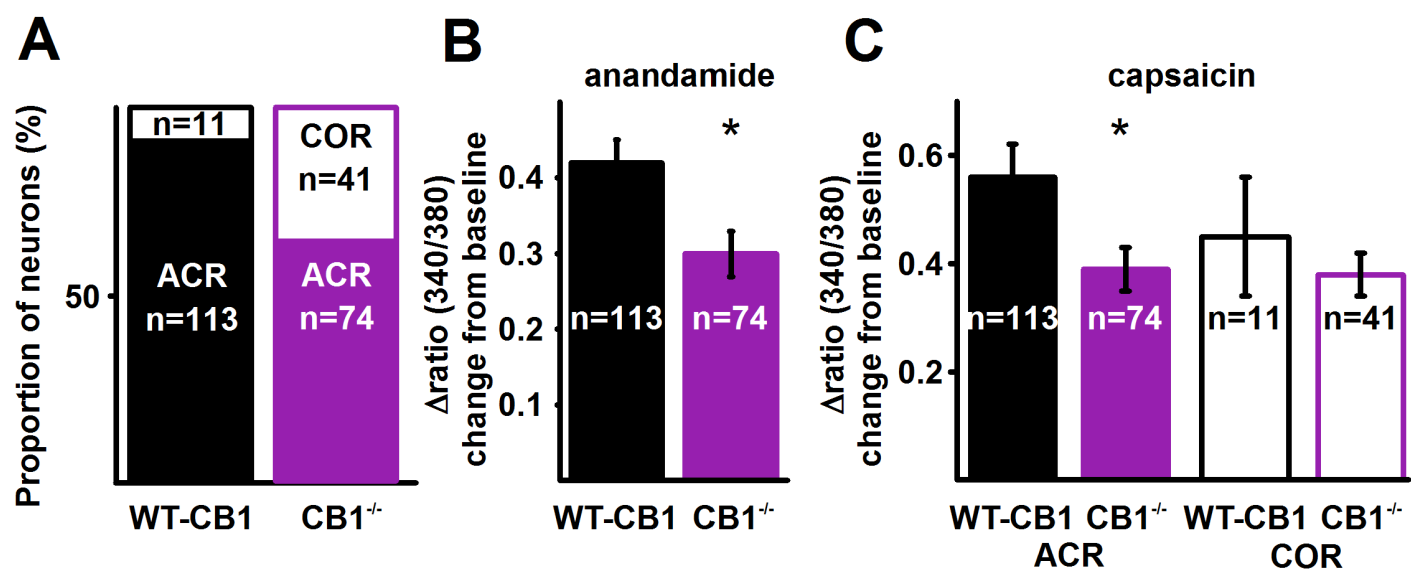 A
Proportion of neurons (%)
50
n=11
ACR
n=113
COR
n=41
ACR
n=74
WT-CB1
CB1-/-
B
anandamide
Δratio (340/380)
change from baseline
0.4
0.3
0.2
0.1
*
n=113
n=74
WT-CB1
CB1-/-
C
capsaicin
Δratio (340/380)
change from baseline
0.6
0.4
0.2
*
n=113
n=74
n=11
n=41
WT-CB1 CB1-/- WT-CB1 CB1-/-
ACR
COR